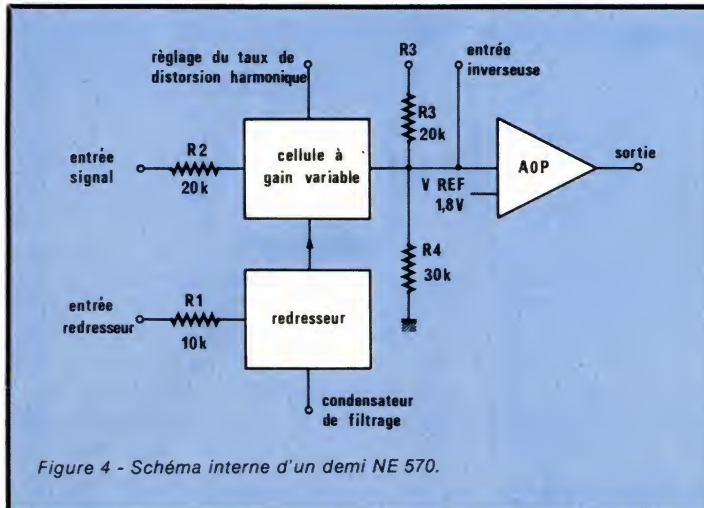 règlage du taux de
distorsion harmonique
R3
entrée
inverseuse
R3
20k
entrée
signal
R2
20k
cellule à
gain variable
AOP
sortie
V REF
1,8V
R4
30k
entrée
redresseur
R1
10k
redresseur
condensateur
de filtrage
Figure 4 - Schéma interne d'un demi NE 570.